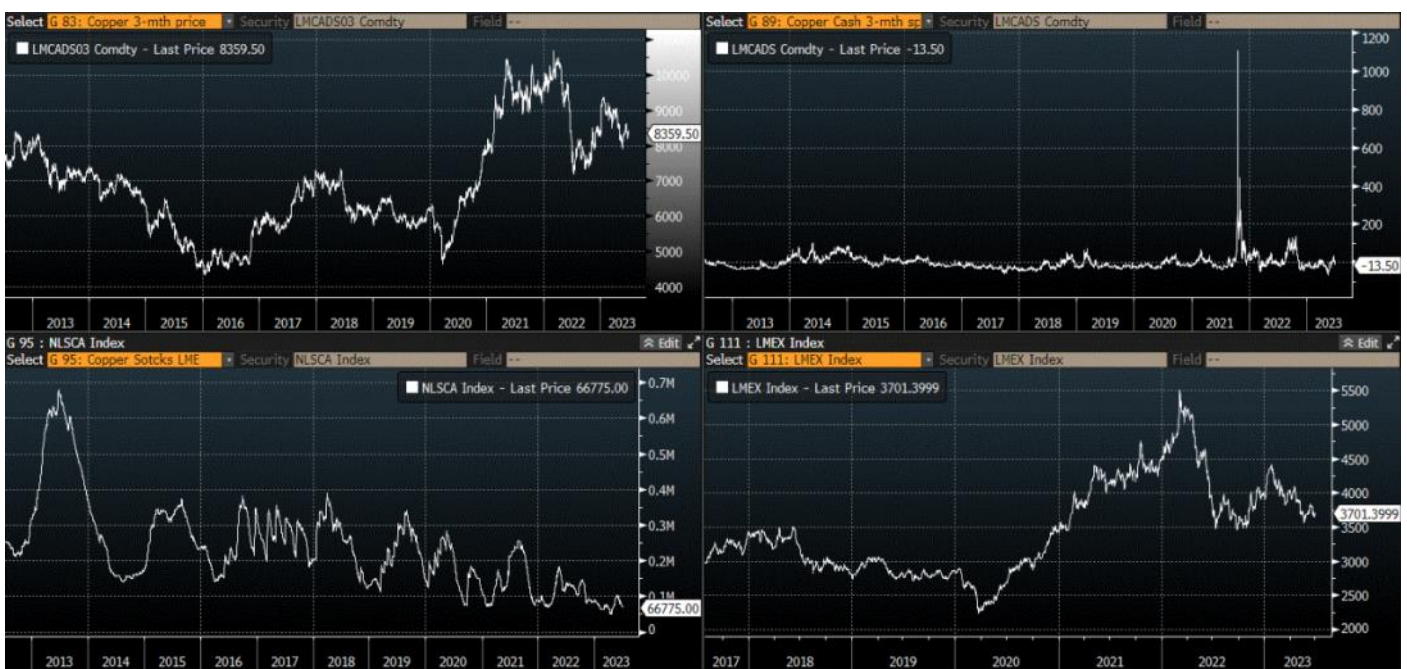 Select G 83: Copper 3-mth price Security LMCADS03 Comdty Field --
LMCADS03 Comdty - Last Price 8359.50
10000
9000
8359.50
8000
7000
6000
5000
4000
2013 2014 2015 2016 2017 2018 2019 2020 2021 2022 2023
Select G 89: Copper Cash 3-mth sp Security LMCADS Comdty Field --
LMCADS Comdty - Last Price -13.50
1200
1000
800
600
400
200
-13.50
2013 2014 2015 2016 2017 2018 2019 2020 2021 2022 2023
G 95 : NLSCA Index Edit
Select G 95: Copper Sotcks LME Security NLSCA Index Field --
NLSCA Index - Last Price 66775.00
0.7M
0.6M
0.5M
0.4M
0.3M
0.2M
0.1M
66775.00
0
2013 2014 2015 2016 2017 2018 2019 2020 2021 2022 2023
G 111 : LMEX Index Edit
Select G 111: LMEX Index Security LMEX Index Field --
LMEX Index - Last Price 3701.3999
5500
5000
4500
4000
3701.3999
3500
3000
2500
2000
2017 2018 2019 2020 2021 2022 2023